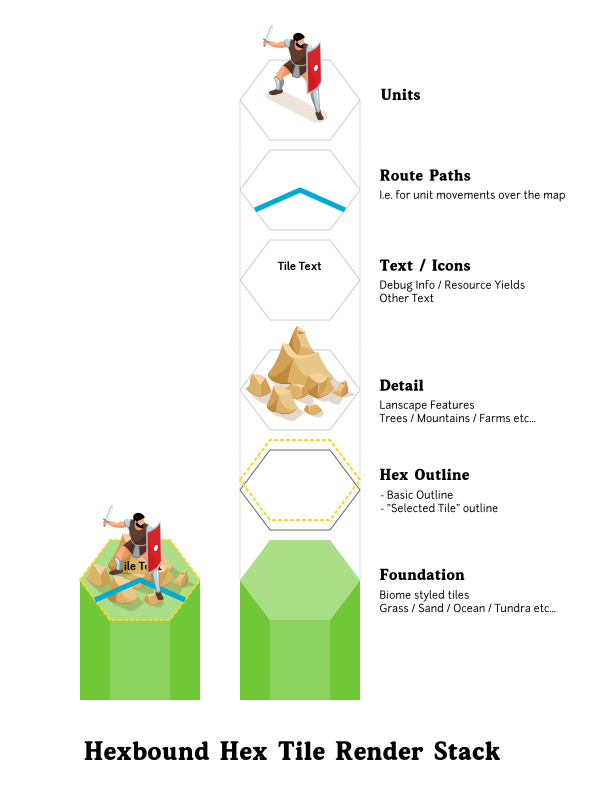 Units
Route Paths
I.e. for unit movements over the map
Tile Text
Text / Icons
Debug Info / Resource Yields
Other Text
Detail
Lanscape Features
Trees / Mountains / Farms etc...
Hex Outline
- Basic Outline
- "Selected Tile" outline
ile Te
Foundation
Biome styled tiles
Grass / Sand / Ocean / Tundra etc...
Hexbound Hex Tile Render Stack